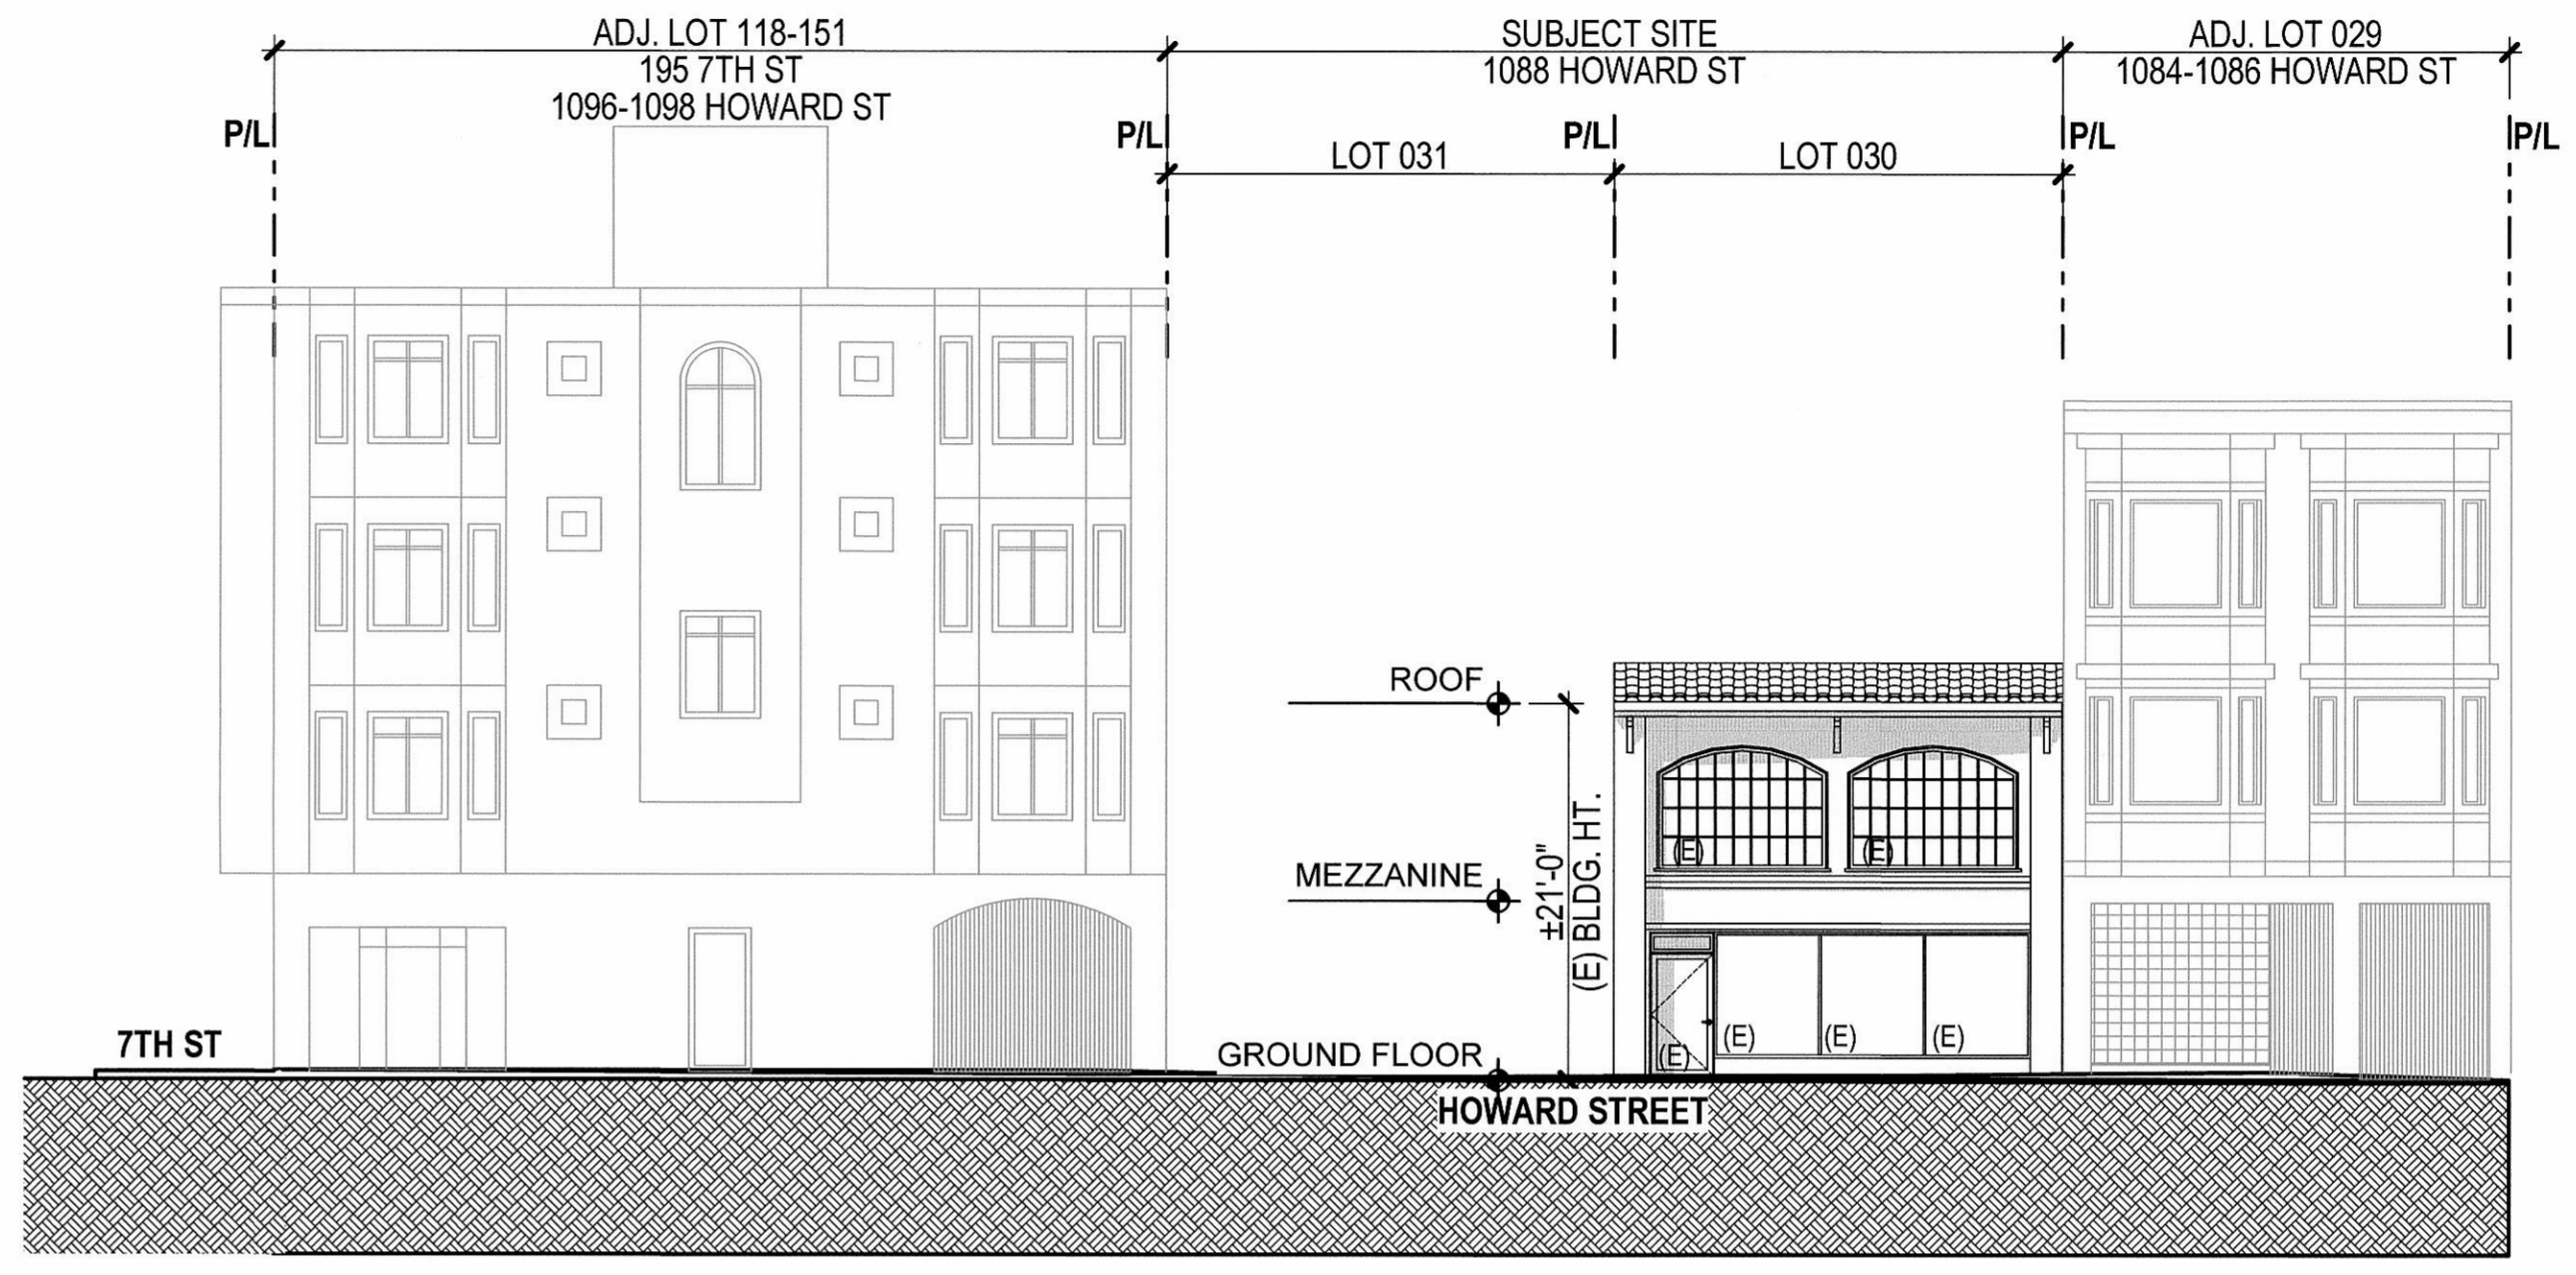 ADJ. LOT 118-151
195 7TH ST
1096-1098 HOWARD ST
SUBJECT SITE
1088 HOWARD ST
ADJ. LOT 029
1084-1086 HOWARD ST
P/L
P/L
P/L
P/L
P/L
LOT 031
LOT 030
ROOF
MEZZANINE
±21'-0"
(E) BLDG. HT.
(E)
(E)
(E)
(E)
(E)
(E)
7TH ST
GROUND FLOOR
HOWARD STREET